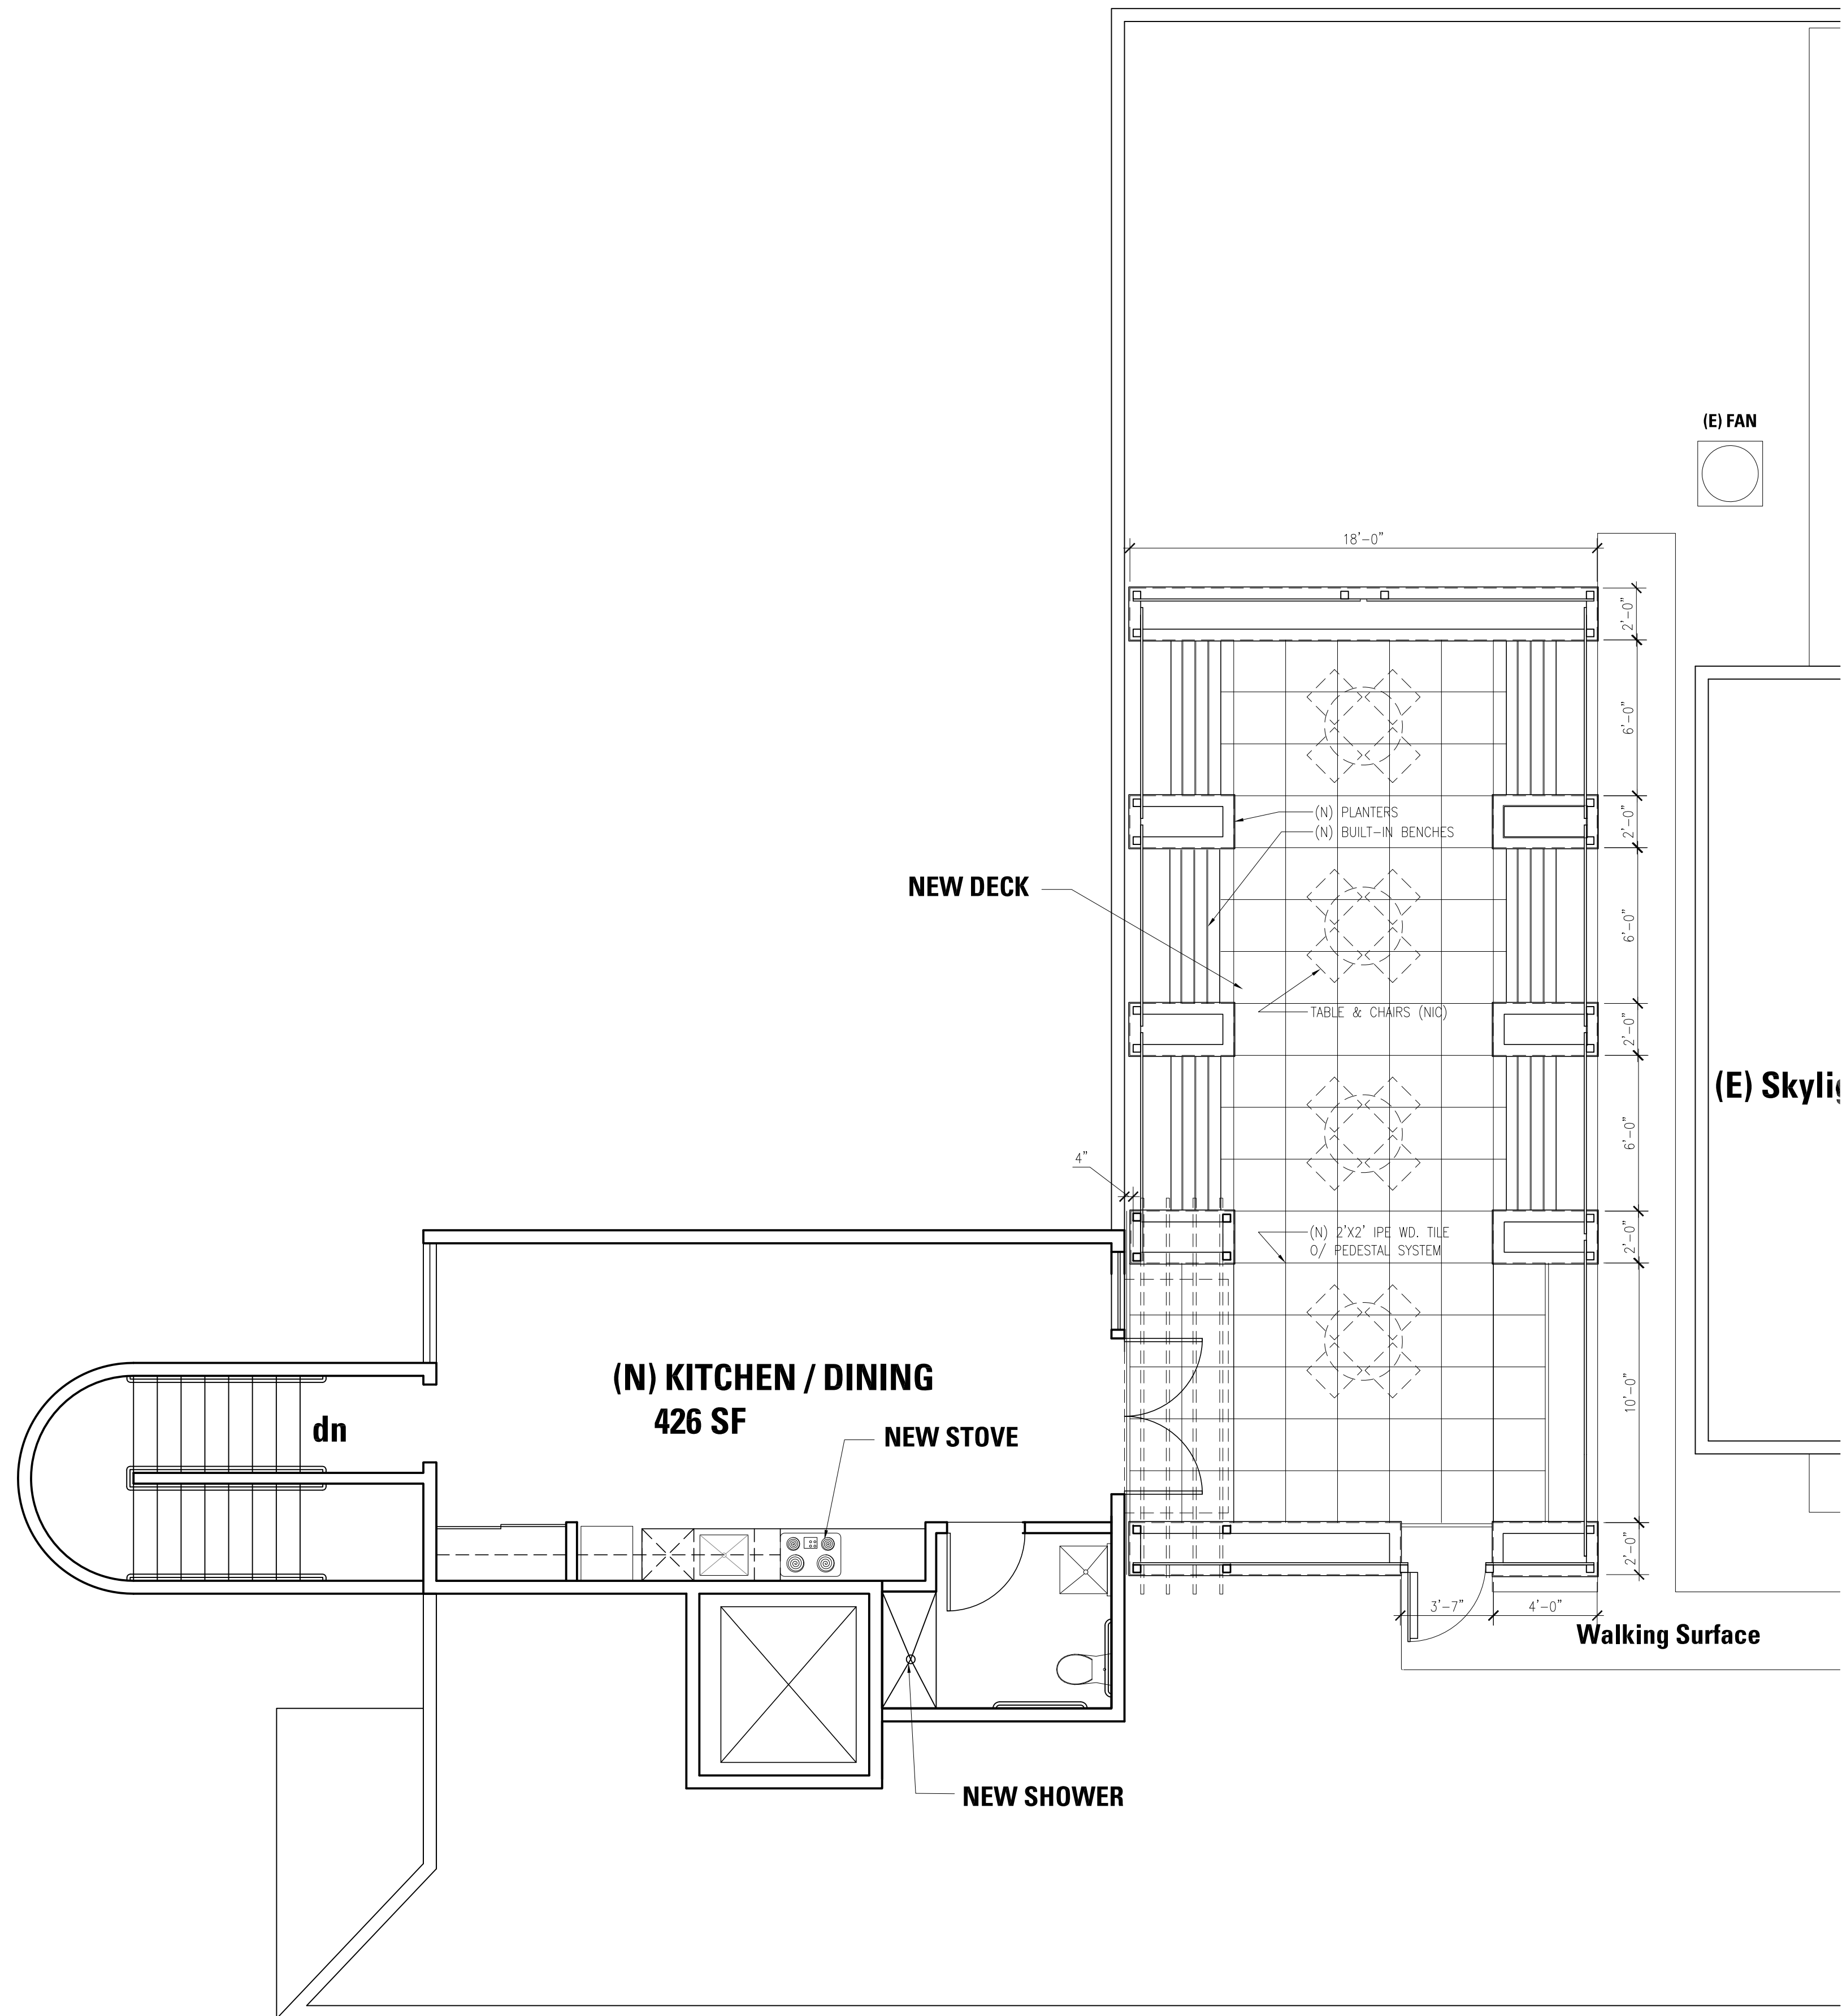 (E) FAN
18'-0"
2'-0"
6'-0"
(N) PLANTERS
(N) BUILT-IN BENCHES
2'-0"
NEW DECK
6'-0"
TABLE & CHAIRS (NIC)
2'-0"
(E) Skylig
6'-0"
4"
(N) 2'X2' IPE WD. TILE
O/ PEDESTAL SYSTEM
2'-0"
(N) KITCHEN / DINING
426 SF
dn
NEW STOVE
10'-0"
2'-0"
3'-7"
4'-0"
Walking Surface
NEW SHOWER